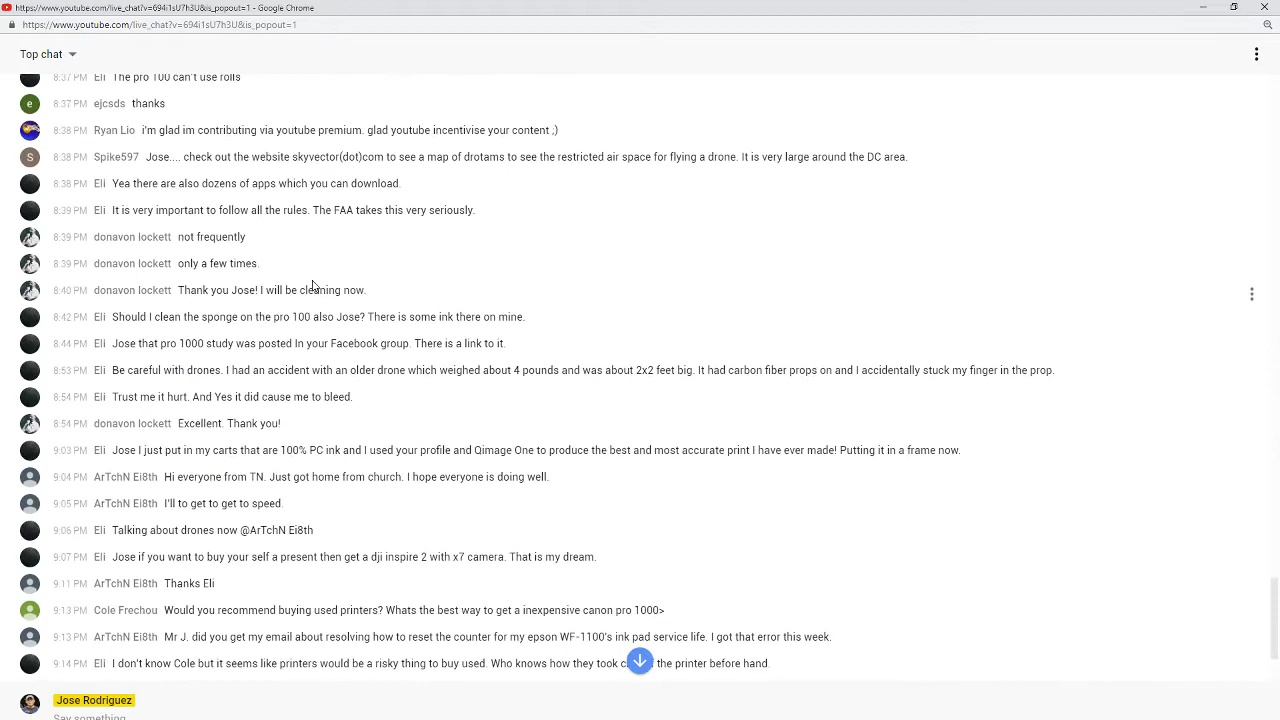 https://www.youtube.com/live_chat?v=694i1sU7h3U&is_popout=1 - Google Chrome
https://www.youtube.com/live_chat?v=694i1sU7h3U&is_popout=1
Top chat
8:37 PM Eli The pro 100 can't use rolls
e 8:37 PM ejcsds thanks
8:38 PM Ryan Lio i'm glad im contributing via youtube premium. glad youtube incentivise your content ;)
S 8:38 PM Spike597 Jose.... check out the website skyvector(dot)com to see a map of drotams to see the restricted air space for flying a drone. It is very large around the DC area.
8:38 PM Eli Yea there are also dozens of apps which you can download.
8:39 PM Eli It is very important to follow all the rules. The FAA takes this very seriously.
8:39 PM donavon lockett not frequently
8:39 PM donavon lockett only a few times.
8:40 PM donavon lockett Thank you Jose! I will be cleaning now.
8:42 PM Eli Should I clean the sponge on the pro 100 also Jose? There is some ink there on mine.
8:44 PM Eli Jose that pro 1000 study was posted In your Facebook group. There is a link to it.
8:53 PM Eli Be careful with drones. I had an accident with an older drone which weighed about 4 pounds and was about 2x2 feet big. It had carbon fiber props on and I accidentally stuck my finger in the prop.
8:54 PM Eli Trust me it hurt. And Yes it did cause me to bleed.
8:54 PM donavon lockett Excellent. Thank you!
9:03 PM Eli Jose I just put in my carts that are 100% PC ink and I used your profile and Qimage One to produce the best and most accurate print I have ever made! Putting it in a frame now.
9:04 PM ArTchN Ei8th Hi everyone from TN. Just got home from church. I hope everyone is doing well.
9:05 PM ArTchN Ei8th I'll to get to get to speed.
9:06 PM Eli Talking about drones now @ArTchN Ei8th
9:07 PM Eli Jose if you want to buy your self a present then get a dji inspire 2 with x7 camera. That is my dream.
9:11 PM ArTchN Ei8th Thanks Eli
9:13 PM Cole Frechou Would you recommend buying used printers? Whats the best way to get a inexpensive canon pro 1000>
9:13 PM ArTchN Ei8th Mr J. did you get my email about resolving how to reset the counter for my epson WF-1100's ink pad service life. I got that error this week.
9:14 PM Eli I don't know Cole but it seems like printers would be a risky thing to buy used. Who knows how they took the printer before hand.
Jose Rodriguez
Say something